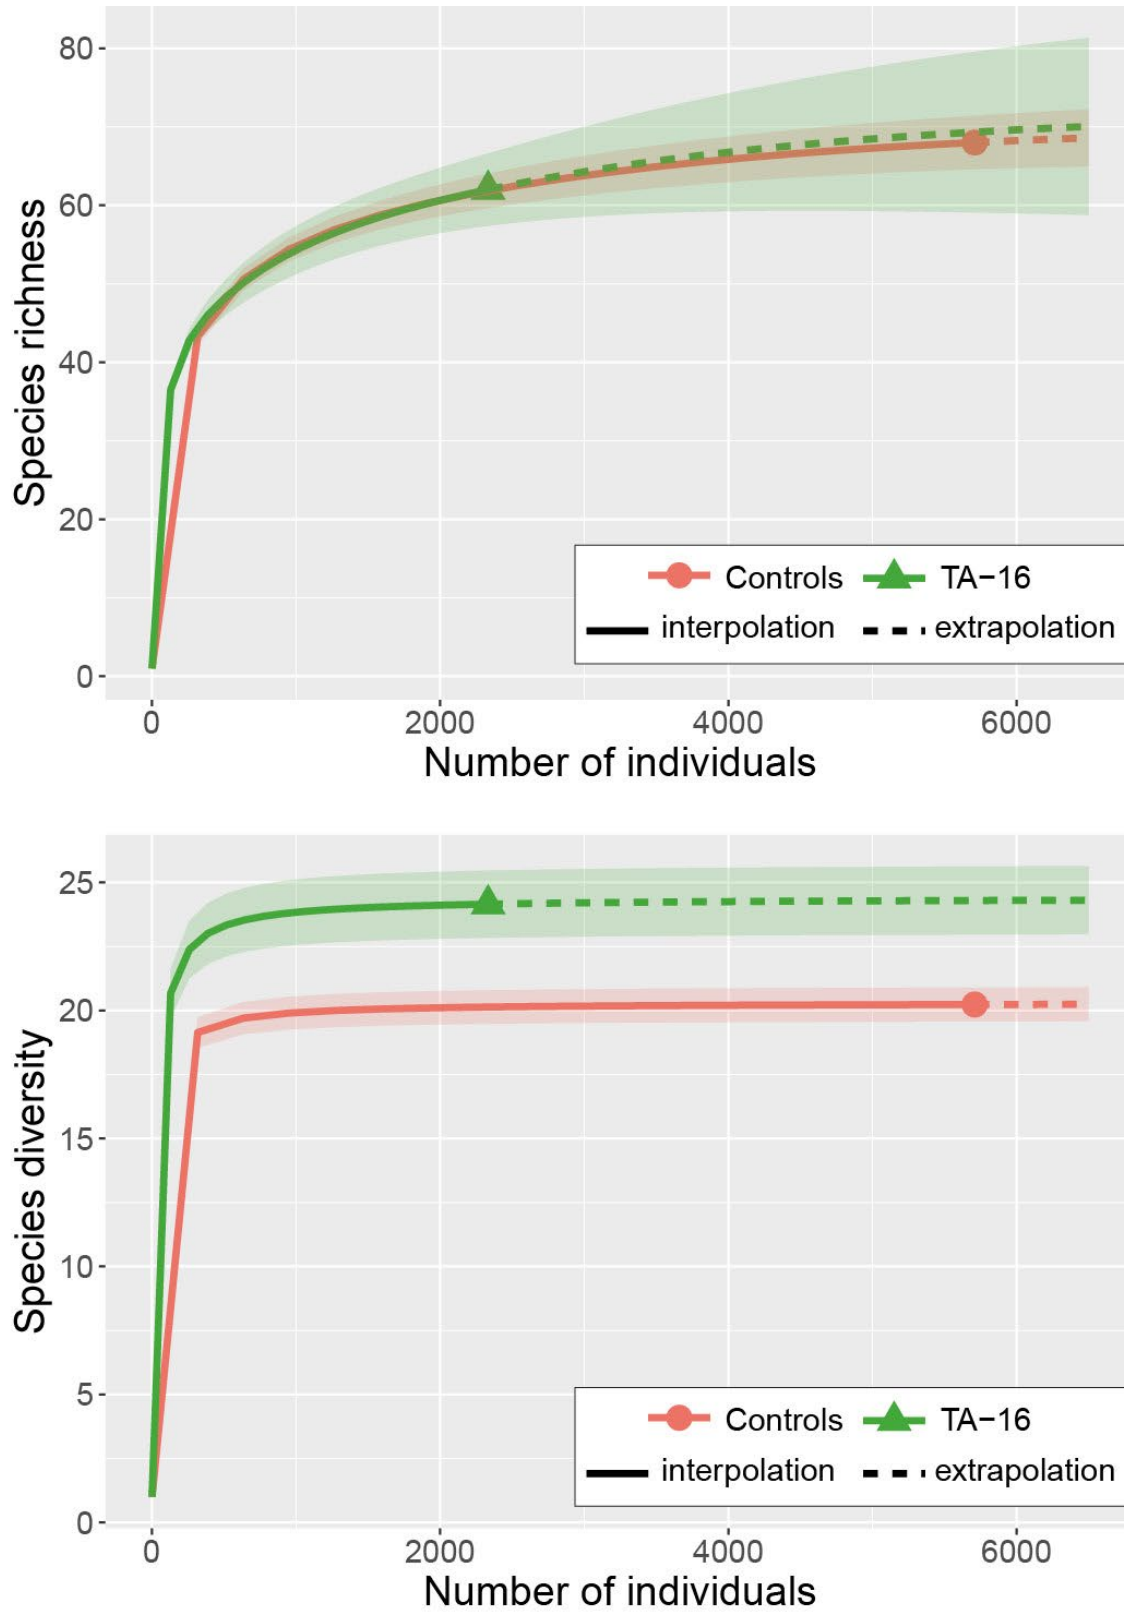 80
60
40
20
0
Species richness
Controls TA−16
interpolation extrapolation
0 2000 4000 6000
Number of individuals
25
20
15
10
5
0
Species diversity
Controls TA−16
interpolation extrapolation
0 2000 4000 6000
Number of individuals